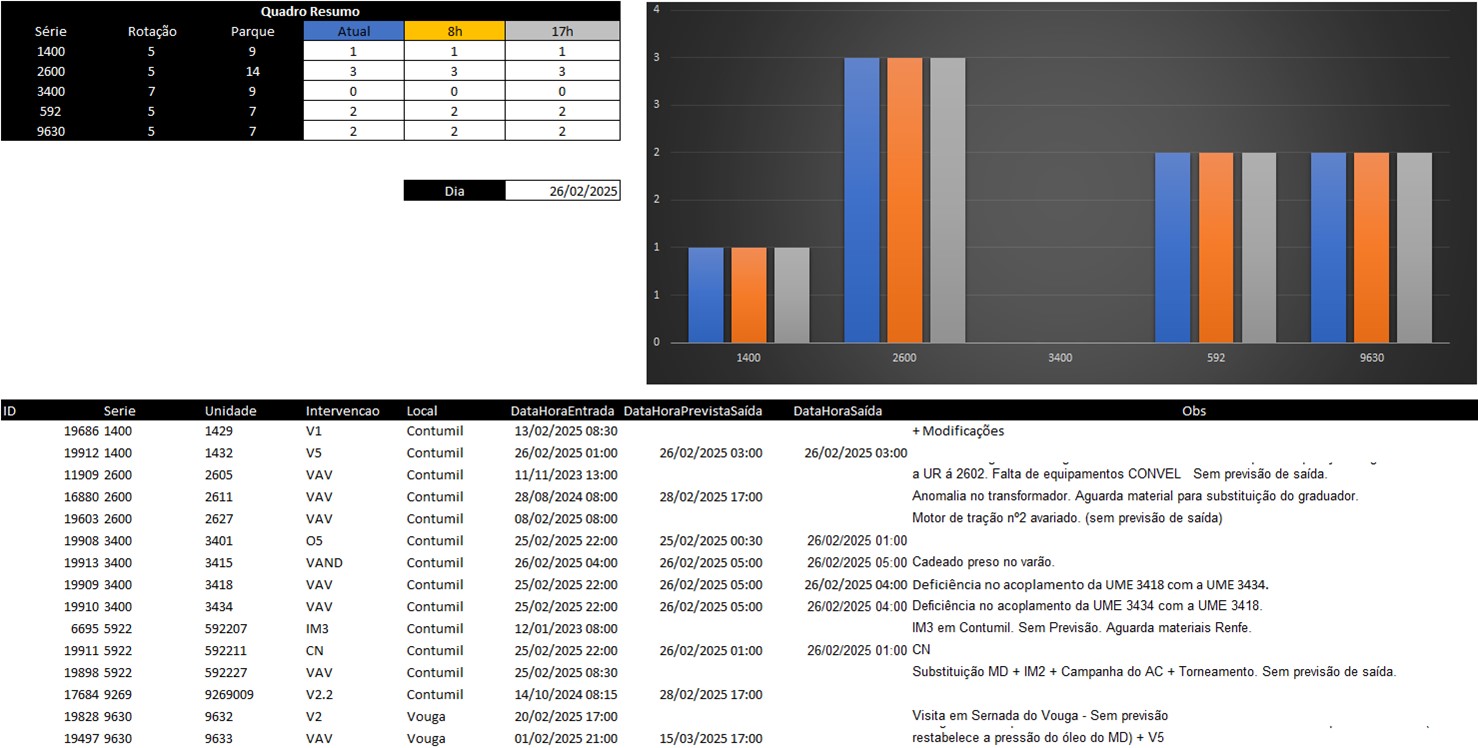 Quadro Resumo
Série Rotação Parque Atual 8h 17h
1400 5 9 1 1 1
2600 5 14 3 3 3
3400 7 9 0 0 0
592 5 7 2 2 2
9630 5 7 2 2 2
Dia 26/02/2025
4
3
3
2
2
1
1
0
1400 2600 3400 592 9630
ID Serie Unidade Intervencao Local DataHoraEntrada DataHoraPrevistaSaída DataHoraSaída Obs
19686 1400 1429 V1 Contumil 13/02/2025 08:30 + Modificações
19912 1400 1432 V5 Contumil 26/02/2025 01:00 26/02/2025 03:00 26/02/2025 03:00
11909 2600 2605 VAV Contumil 11/11/2023 13:00 a UR á 2602. Falta de equipamentos CONVEL Sem previsão de saída.
16880 2600 2611 VAV Contumil 28/08/2024 08:00 28/02/2025 17:00 Anomalia no transformador. Aguarda material para substituição do graduador.
19603 2600 2627 VAV Contumil 08/02/2025 08:00 Motor de tração nº2 avariado. (sem previsão de saída)
19908 3400 3401 O5 Contumil 25/02/2025 22:00 25/02/2025 00:30 26/02/2025 01:00
19913 3400 3415 VAND Contumil 26/02/2025 04:00 26/02/2025 05:00 26/02/2025 05:00 Cadeado preso no varão.
19909 3400 3418 VAV Contumil 25/02/2025 22:00 26/02/2025 05:00 26/02/2025 04:00 Deficiência no acoplamento da UME 3418 com a UME 3434.
19910 3400 3434 VAV Contumil 25/02/2025 22:00 26/02/2025 05:00 26/02/2025 04:00 Deficiência no acoplamento da UME 3434 com a UME 3418.
6695 5922 592207 IM3 Contumil 12/01/2023 08:00 IM3 em Contumil. Sem Previsão. Aguarda materiais Renfe.
19911 5922 592211 CN Contumil 25/02/2025 22:00 26/02/2025 01:00 26/02/2025 01:00 CN
19898 5922 592227 VAV Contumil 25/02/2025 08:30 Substituição MD + IM2 + Campanha do AC + Torneamento. Sem previsão de saída.
17684 9269 9269009 V2.2 Contumil 14/10/2024 08:15 28/02/2025 17:00
19828 9630 9632 V2 Vouga 20/02/2025 17:00 Visita em Sernada do Vouga - Sem previsão
19497 9630 9633 VAV Vouga 01/02/2025 21:00 15/03/2025 17:00 restabelece a pressão do óleo do MD) + V5